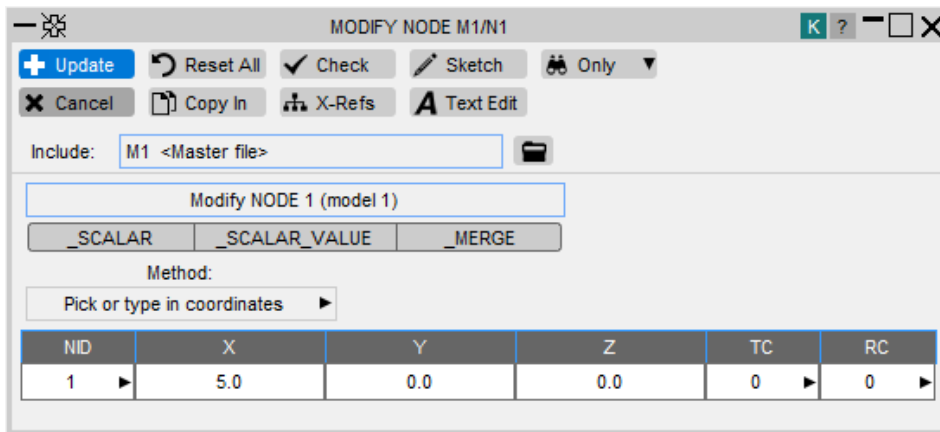 MODIFY NODE M1/N1 K ?
Update Reset All Check Sketch Only
Cancel Copy In X-Refs A Text Edit
Include: M1 <Master file>
Modify NODE 1 (model 1)
_SCALAR _SCALAR_VALUE _MERGE
Method:
Pick or type in coordinates
NID X Y Z TC RC
1 5.0 0.0 0.0 0 0